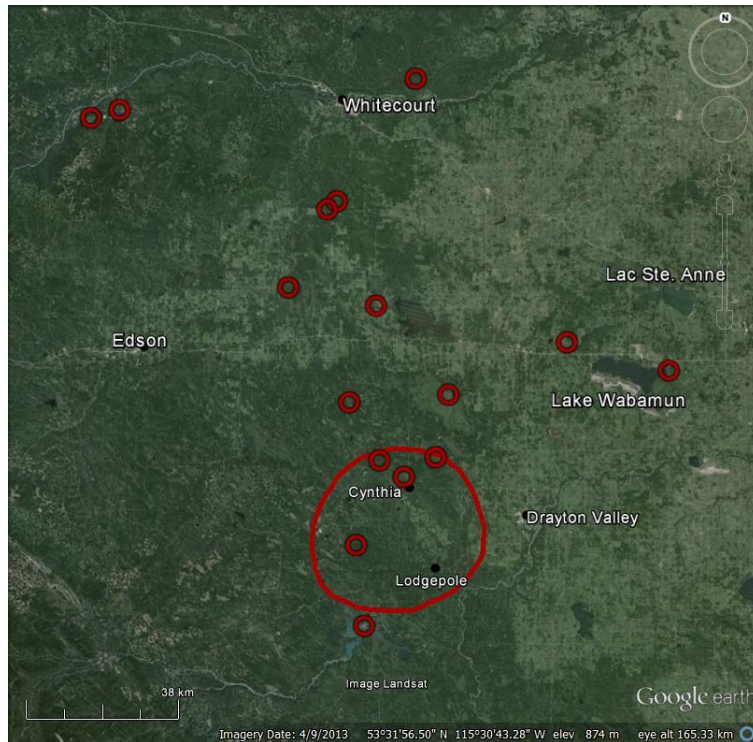 N
Whitecourt
Lac Ste. Anne
Edson
Lake Wabamun
Cynthia
Drayton Valley
Lodgepole
Image Landsat
38 km
Google earth
Imagery Date: 4/9/2013 53°31'56.50" N 115°30'43.28" W elev 874 m eye alt 165.33 km